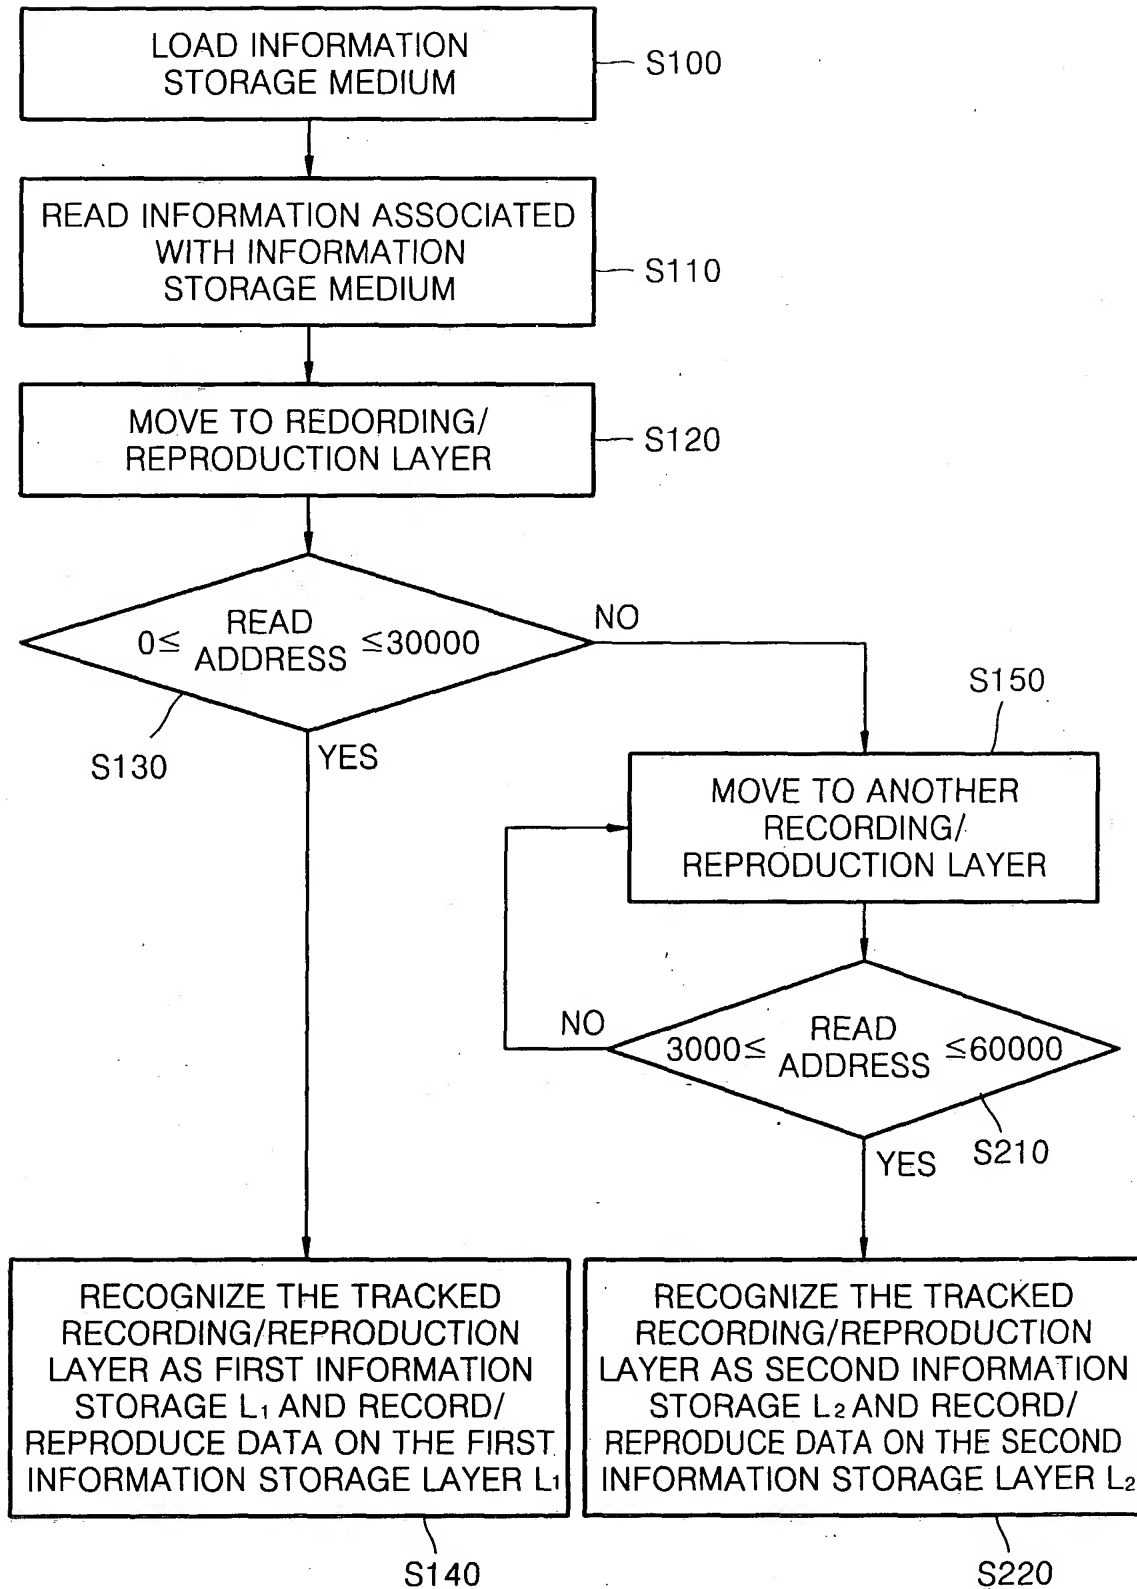 LOAD INFORMATION
STORAGE MEDIUM
S100
READ INFORMATION ASSOCIATED
WITH INFORMATION
STORAGE MEDIUM
S110
MOVE TO REDORDING/
REPRODUCTION LAYER
S120
0≤ READ ADDRESS ≤30000
NO
S130
YES
S150
MOVE TO ANOTHER
RECORDING/
REPRODUCTION LAYER
NO
3000≤ READ ADDRESS ≤60000
S210
YES
RECOGNIZE THE TRACKED
RECORDING/REPRODUCTION
LAYER AS FIRST INFORMATION
STORAGE L1 AND RECORD/
REPRODUCE DATA ON THE FIRST
INFORMATION STORAGE LAYER L1
S140
RECOGNIZE THE TRACKED
RECORDING/REPRODUCTION
LAYER AS SECOND INFORMATION
STORAGE L2 AND RECORD/
REPRODUCE DATA ON THE SECOND
INFORMATION STORAGE LAYER L2
S220